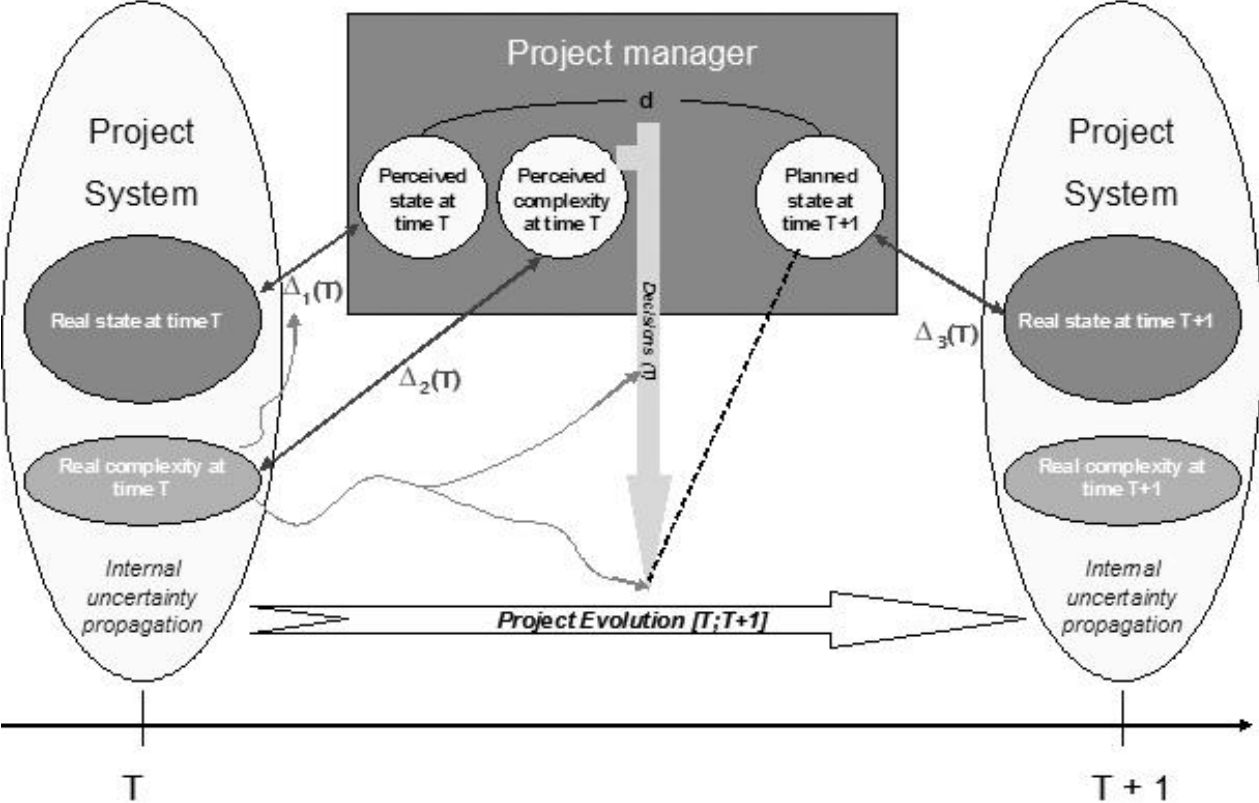 Project manager
d
Project
System
Perceived
state at
time T
Perceived
complexity
at time T
Planned
state at
time T+1
Project
System
Δ1(T)
Real state at time T
Decisions (T)
Real state at time T+1
Δ3(T)
Δ2(T)
Real complexity at
time T
Real complexity at
time T+1
Internal
uncertainty
propagation
Internal
uncertainty
propagation
Project Evolution [T;T+1]
T
T + 1